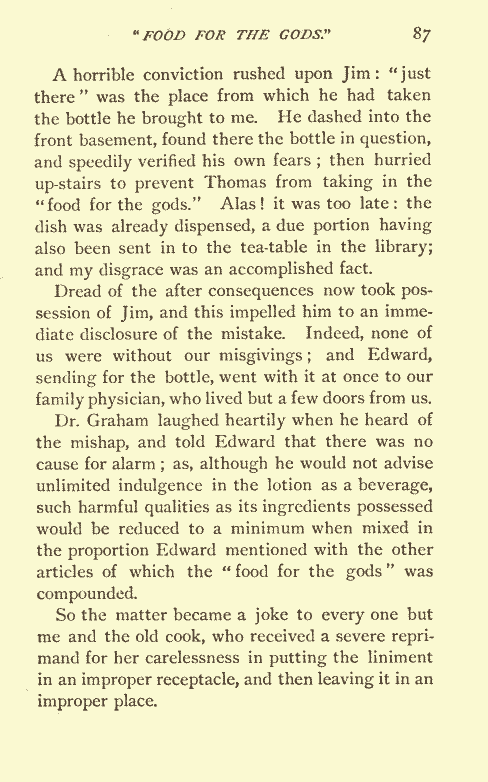 "FOOD FOR THE GODS." 87
A horrible conviction rushed upon Jim: "just
there" was the place from which he had taken
the bottle he brought to me. He dashed into the
front basement, found there the bottle in question,
and speedily verified his own fears; then hurried
up-stairs to prevent Thomas from taking in the
"food for the gods." Alas! it was too late: the
dish was already dispensed, a due portion having
also been sent in to the tea-table in the library;
and my disgrace was an accomplished fact.
Dread of the after consequences now took pos-
session of Jim, and this impelled him to an imme-
diate disclosure of the mistake. Indeed, none of
us were without our misgivings; and Edward,
sending for the bottle, went with it at once to our
family physician, who lived but a few doors from us.
Dr. Graham laughed heartily when he heard of
the mishap, and told Edward that there was no
cause for alarm; as, although he would not advise
unlimited indulgence in the lotion as a beverage,
such harmful qualities as its ingredients possessed
would be reduced to a minimum when mixed in
the proportion Edward mentioned with the other
articles of which the "food for the gods" was
compounded.
So the matter became a joke to every one but
me and the old cook, who received a severe repri-
mand for her carelessness in putting the liniment
in an improper receptacle, and then leaving it in an
improper place.